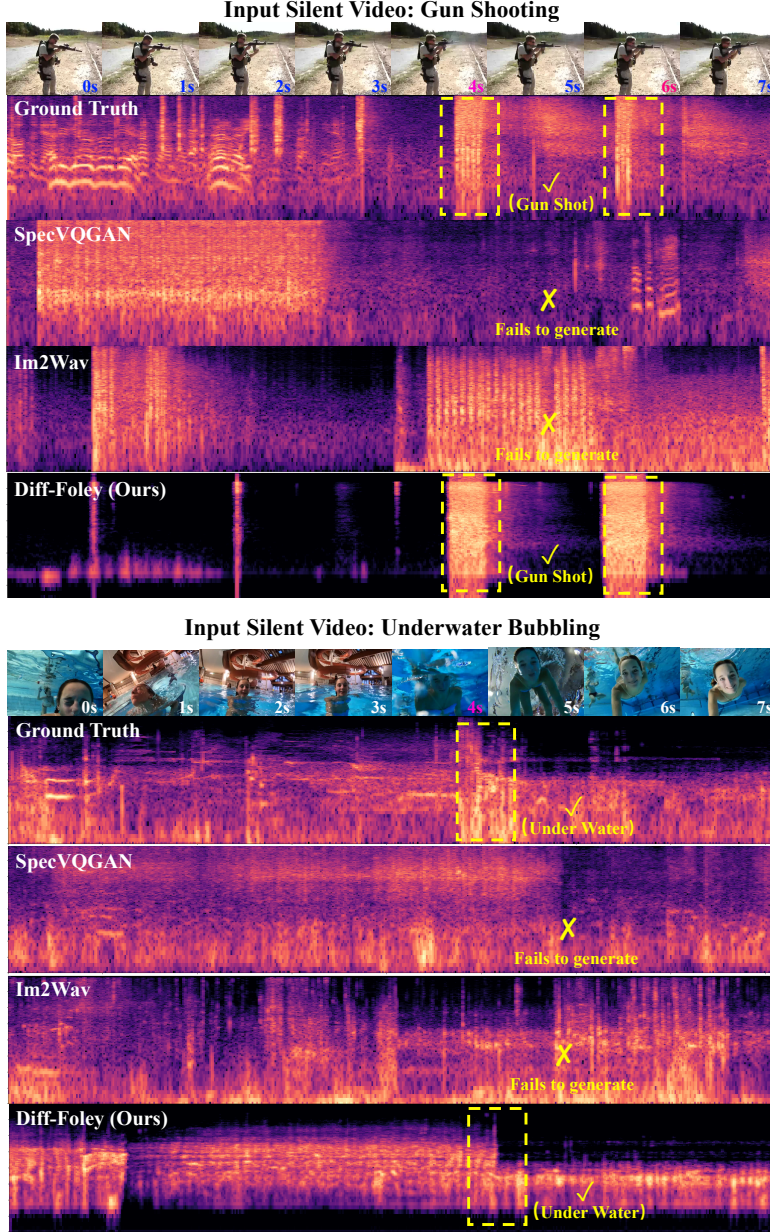 Input Silent Video: Gun Shooting
0s 1s 2s 3s 4s 5s 6s 7s
Ground Truth
✓
(Gun Shot)
SpecVQGAN
✗
Fails to generate
Im2Wav
✗
Fails to generate
Diff-Foley (Ours)
✓
(Gun Shot)
Input Silent Video: Underwater Bubbling
0s 1s 2s 3s 4s 5s 6s 7s
Ground Truth
✓
(Under Water)
SpecVQGAN
✗
Fails to generate
Im2Wav
✗
Fails to generate
Diff-Foley (Ours)
✓
(Under Water)